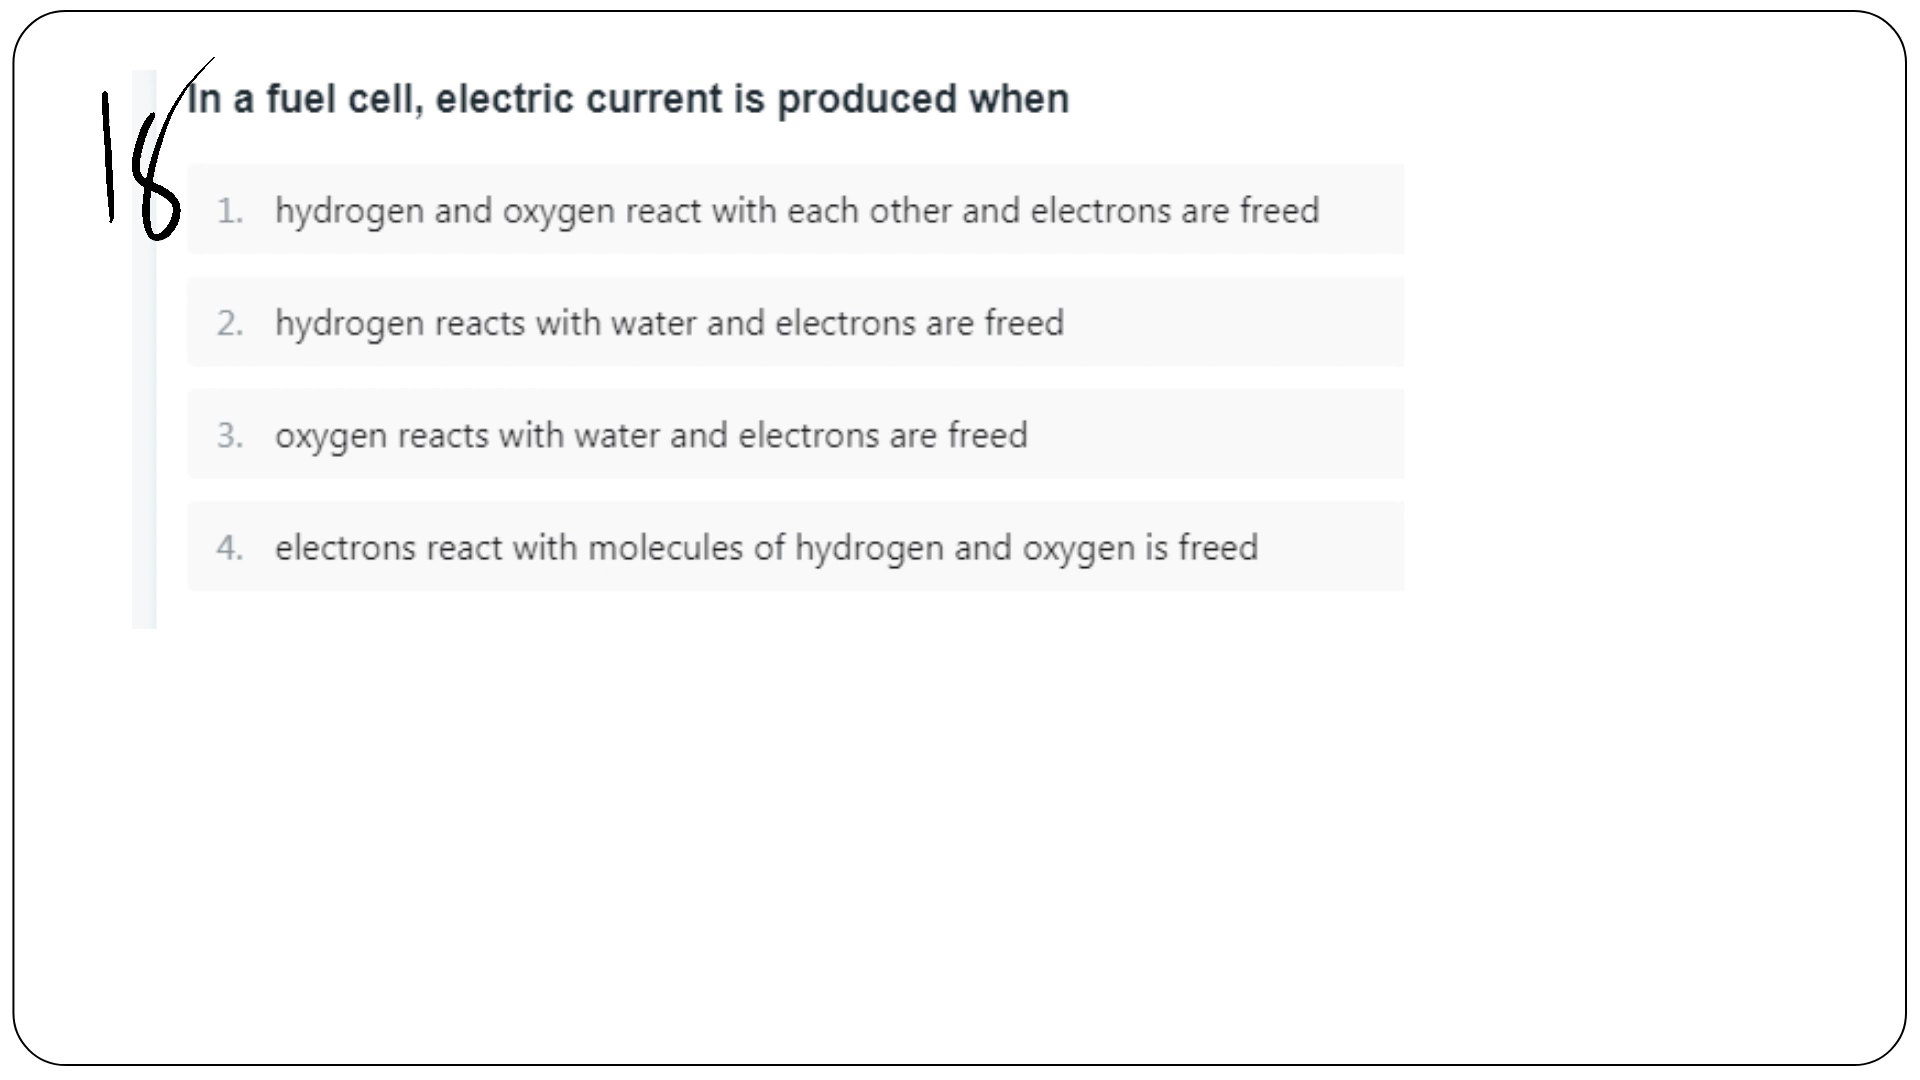 18
In a fuel cell, electric current is produced when
1. hydrogen and oxygen react with each other and electrons are freed
2. hydrogen reacts with water and electrons are freed
3. oxygen reacts with water and electrons are freed
4. electrons react with molecules of hydrogen and oxygen is freed